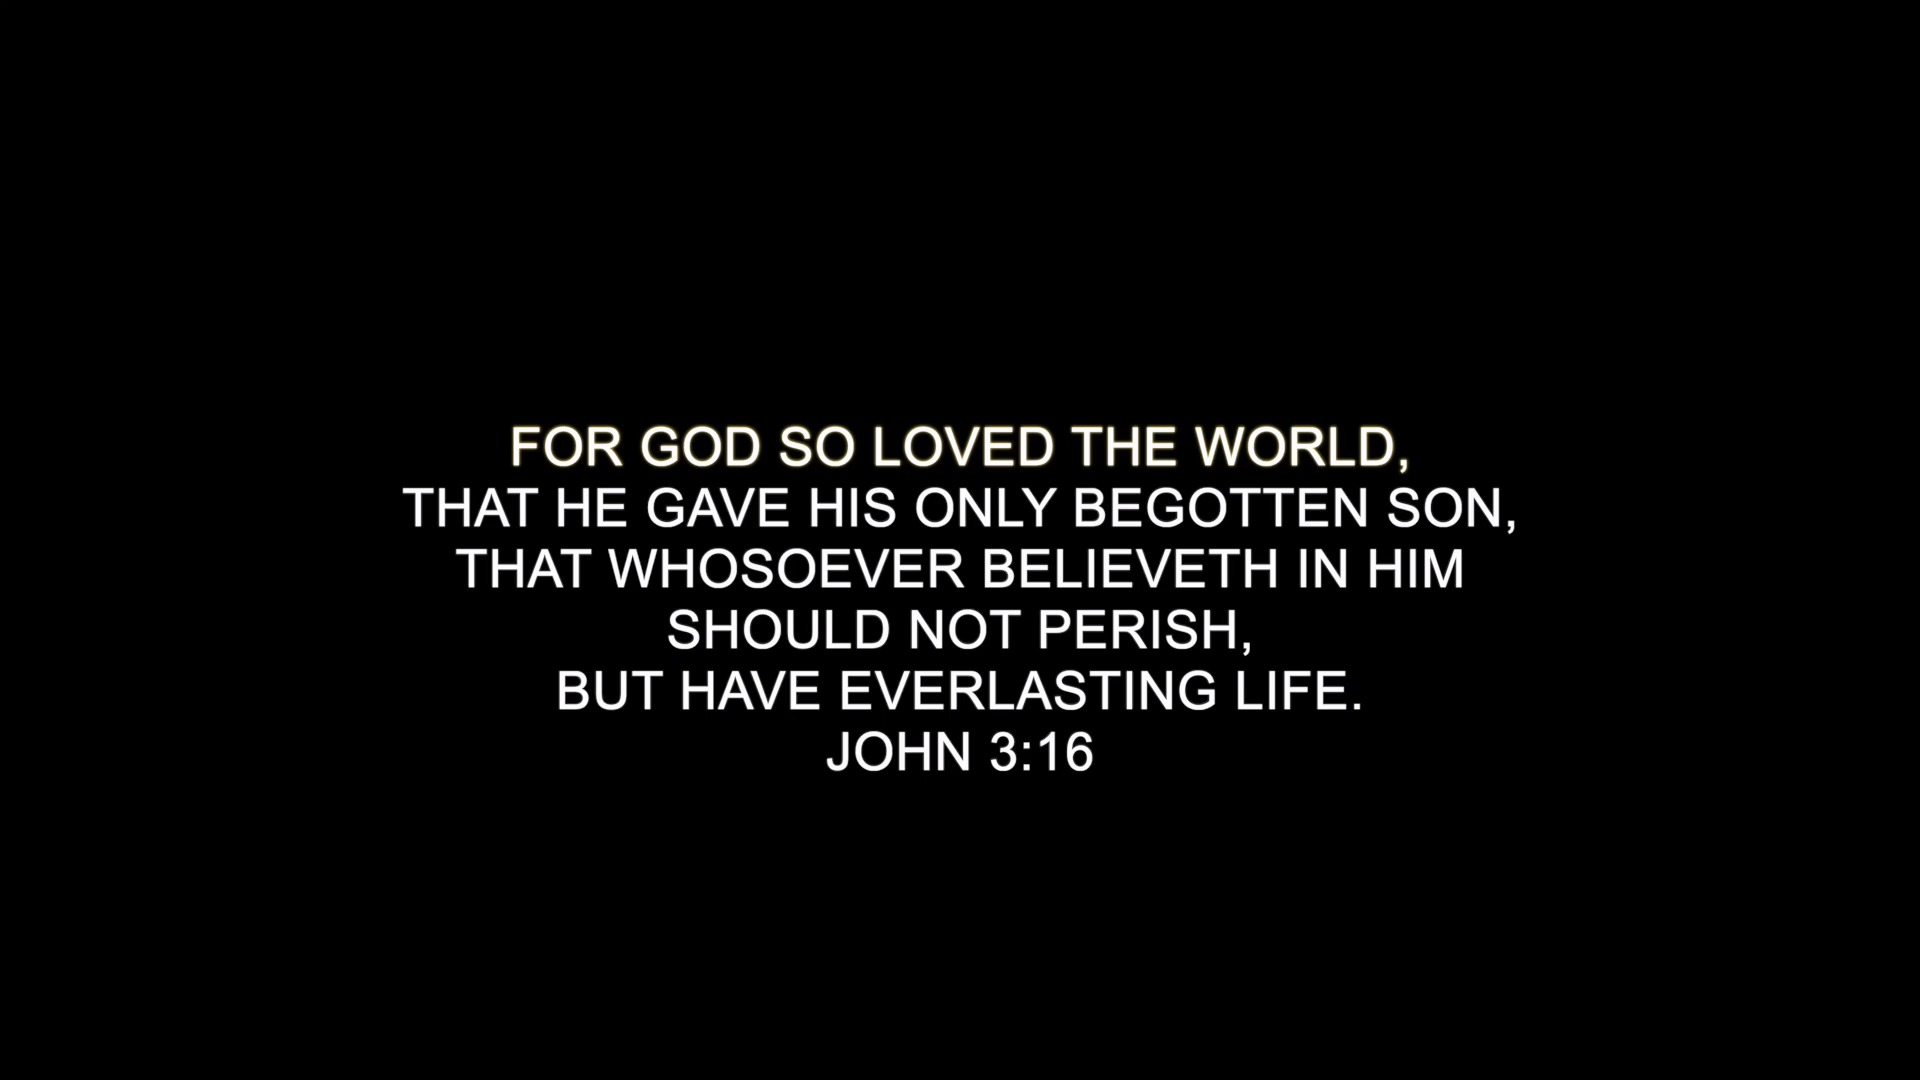 FOR GOD SO LOVED THE WORLD,
THAT HE GAVE HIS ONLY BEGOTTEN SON,
THAT WHOSOEVER BELIEVETH IN HIM
SHOULD NOT PERISH,
BUT HAVE EVERLASTING LIFE.
JOHN 3:16